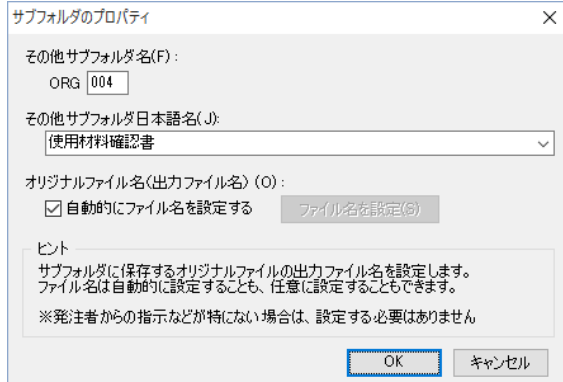 サブフォルダのプロパティ
その他サブフォルダ名(F):
ORG 004
その他サブフォルダ日本語名(J):
使用材料確認書
オリジナルファイル名(出力ファイル名) (O):
自動的にファイル名を設定する ファイル名を設定(S)
ヒント
サブフォルダに保存するオリジナルファイルの出力ファイル名を設定します。
ファイル名は自動的に設定することも、任意に設定することもできます。
※発注者からの指示などが特にない場合は、設定する必要はありません
OK キャンセル